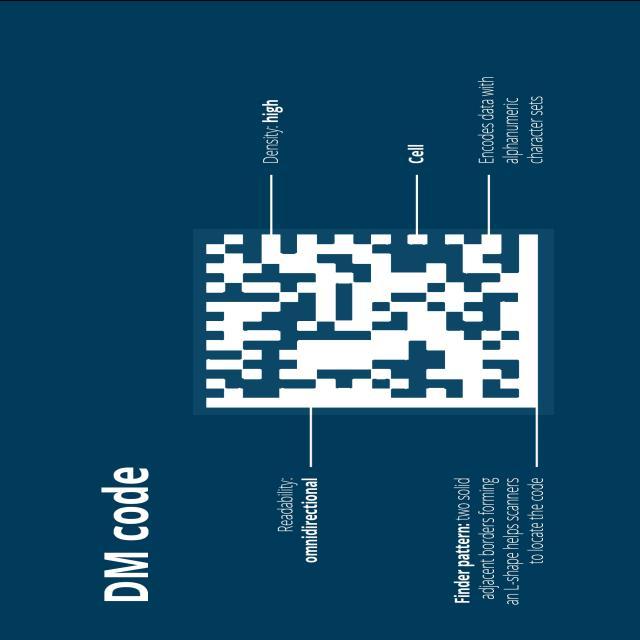 DM code
Readability:
omnidirectional
Density: high
Cell
Finder pattern: two solid
adjacent borders forming
an L-shape helps scanners
to locate the code
Encodes data with
alphanumeric
character sets